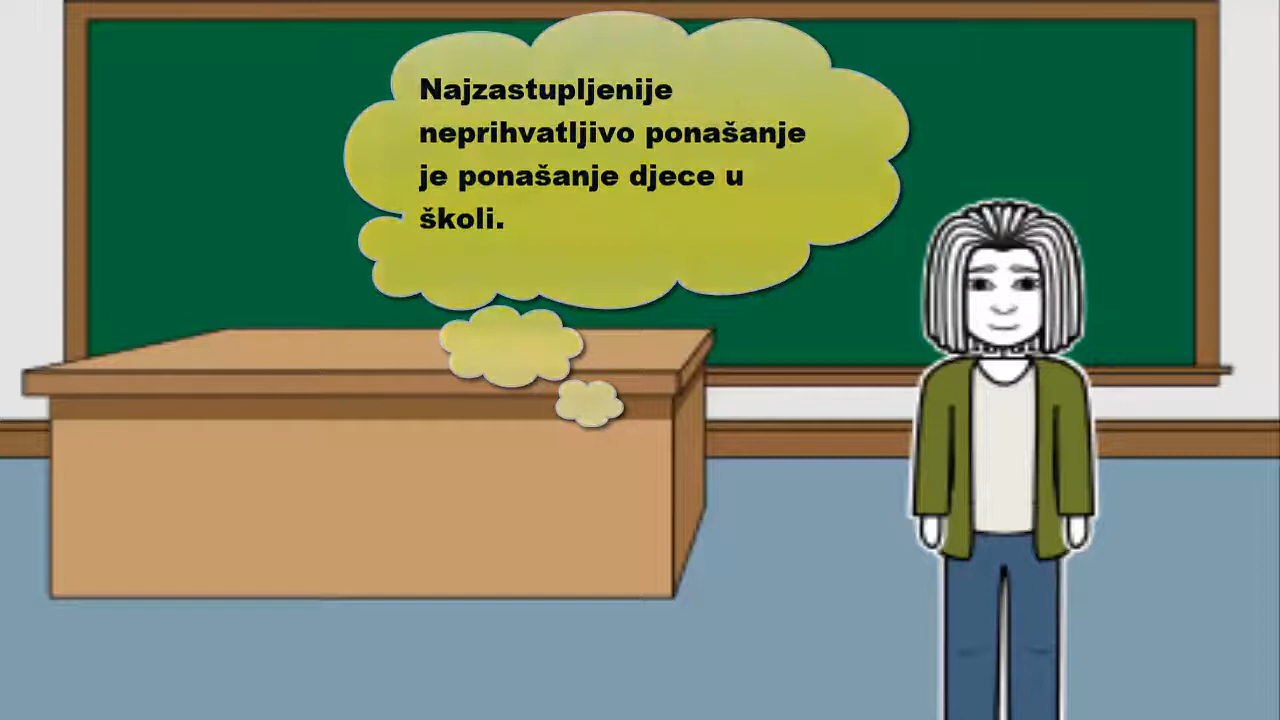 Najzastupljenije
neprihvatljivo ponašanje
je ponašanje djece u
školi.